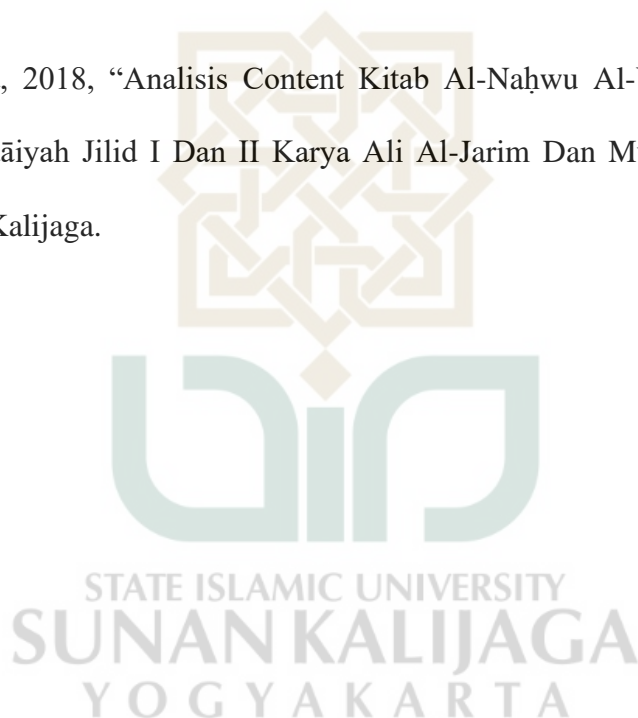 , 2018, “Analisis Content Kitab Al-Naḥwu Al-
āiyah Jilid I Dan II Karya Ali Al-Jarim Dan
Kalijaga.
STATE ISLAMIC UNIVERSITY
SUNAN KALIJAGA
YOGYAKARTA